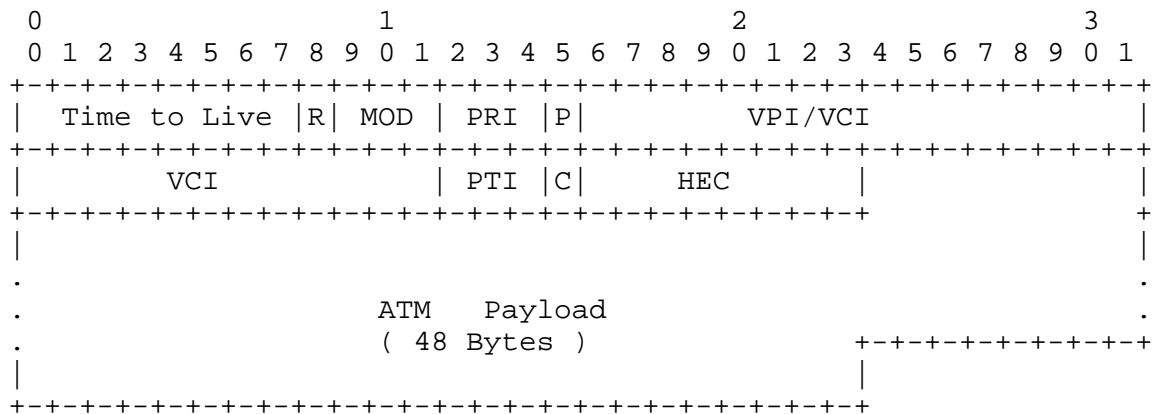 0                   1                   2                   3
 0 1 2 3 4 5 6 7 8 9 0 1 2 3 4 5 6 7 8 9 0 1 2 3 4 5 6 7 8 9 0 1
+-+-+-+-+-+-+-+-+-+-+-+-+-+-+-+-+-+-+-+-+-+-+-+-+-+-+-+-+-+-+-+-+
|  Time to Live |R| MOD | PRI |P|         VPI/VCI               |
+-+-+-+-+-+-+-+-+-+-+-+-+-+-+-+-+-+-+-+-+-+-+-+-+-+-+-+-+-+-+-+-+
|        VCI            | PTI |C|     HEC       |               |
+-+-+-+-+-+-+-+-+-+-+-+-+-+-+-+-+-+-+-+-+-+-+-+-+               +
|                                                               |
.                                                               .
.                    ATM   Payload                              .
.                    ( 48 Bytes )               +-+-+-+-+-+-+-+-+
|                                               |
+-+-+-+-+-+-+-+-+-+-+-+-+-+-+-+-+-+-+-+-+-+-+-+-+